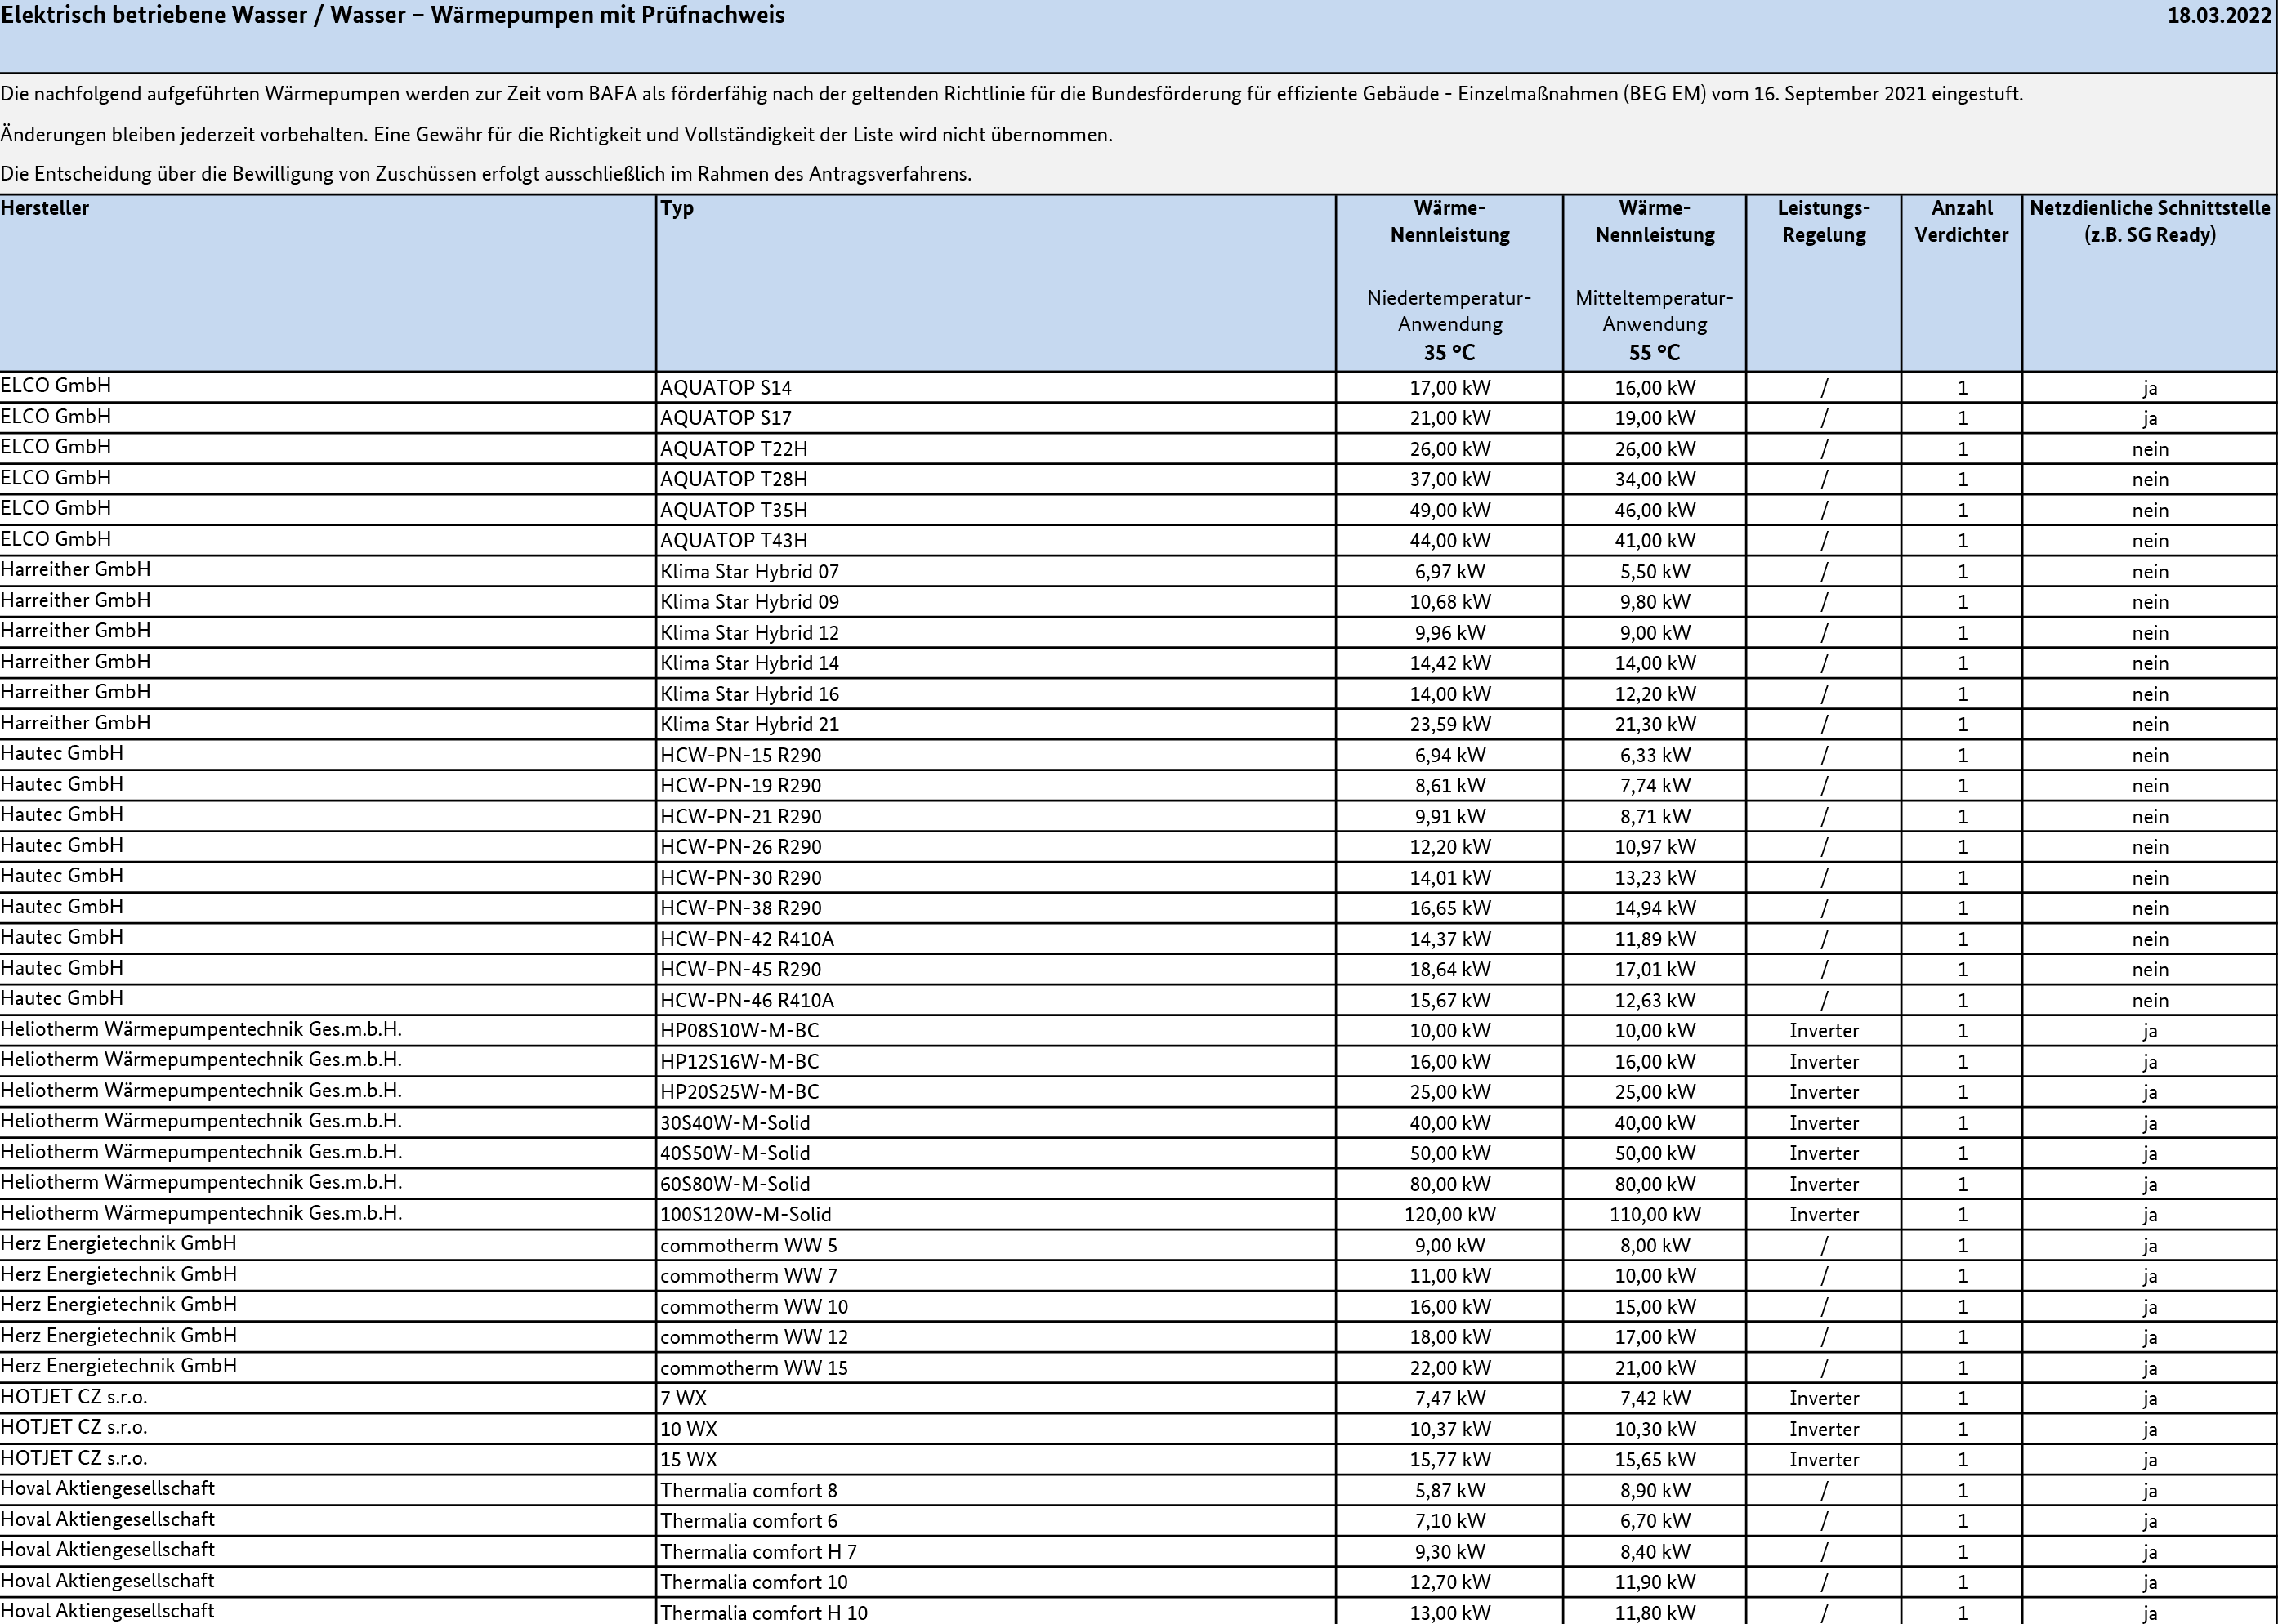 Elektrisch betriebene Wasser / Wasser – Wärmepumpen mit Prüfnachweis 18.03.2022
Die nachfolgend aufgeführten Wärmepumpen werden zur Zeit vom BAFA als förderfähig nach der geltenden Richtlinie für die Bundesförderung für effiziente Gebäude - Einzelmaßnahmen (BEG EM) vom 16. September 2021 eingestuft.
Änderungen bleiben jederzeit vorbehalten. Eine Gewähr für die Richtigkeit und Vollständigkeit der Liste wird nicht übernommen.
Die Entscheidung über die Bewilligung von Zuschüssen erfolgt ausschließlich im Rahmen des Antragsverfahrens.
Hersteller Typ Wärme- Wärme- Leistungs- Anzahl Netzdienliche Schnittstelle
Nennleistung Nennleistung Regelung Verdichter (z.B. SG Ready)
Niedertemperatur- Mitteltemperatur-
Anwendung Anwendung
35 °C 55 °C
ELCO GmbH AQUATOP S14 17,00 kW 16,00 kW / 1 ja
ELCO GmbH AQUATOP S17 21,00 kW 19,00 kW / 1 ja
ELCO GmbH AQUATOP T22H 26,00 kW 26,00 kW / 1 nein
ELCO GmbH AQUATOP T28H 37,00 kW 34,00 kW / 1 nein
ELCO GmbH AQUATOP T35H 49,00 kW 46,00 kW / 1 nein
ELCO GmbH AQUATOP T43H 44,00 kW 41,00 kW / 1 nein
Harreither GmbH Klima Star Hybrid 07 6,97 kW 5,50 kW / 1 nein
Harreither GmbH Klima Star Hybrid 09 10,68 kW 9,80 kW / 1 nein
Harreither GmbH Klima Star Hybrid 12 9,96 kW 9,00 kW / 1 nein
Harreither GmbH Klima Star Hybrid 14 14,42 kW 14,00 kW / 1 nein
Harreither GmbH Klima Star Hybrid 16 14,00 kW 12,20 kW / 1 nein
Harreither GmbH Klima Star Hybrid 21 23,59 kW 21,30 kW / 1 nein
Hautec GmbH HCW-PN-15 R290 6,94 kW 6,33 kW / 1 nein
Hautec GmbH HCW-PN-19 R290 8,61 kW 7,74 kW / 1 nein
Hautec GmbH HCW-PN-21 R290 9,91 kW 8,71 kW / 1 nein
Hautec GmbH HCW-PN-26 R290 12,20 kW 10,97 kW / 1 nein
Hautec GmbH HCW-PN-30 R290 14,01 kW 13,23 kW / 1 nein
Hautec GmbH HCW-PN-38 R290 16,65 kW 14,94 kW / 1 nein
Hautec GmbH HCW-PN-42 R410A 14,37 kW 11,89 kW / 1 nein
Hautec GmbH HCW-PN-45 R290 18,64 kW 17,01 kW / 1 nein
Hautec GmbH HCW-PN-46 R410A 15,67 kW 12,63 kW / 1 nein
Heliotherm Wärmepumpentechnik Ges.m.b.H. HP08S10W-M-BC 10,00 kW 10,00 kW Inverter 1 ja
Heliotherm Wärmepumpentechnik Ges.m.b.H. HP12S16W-M-BC 16,00 kW 16,00 kW Inverter 1 ja
Heliotherm Wärmepumpentechnik Ges.m.b.H. HP20S25W-M-BC 25,00 kW 25,00 kW Inverter 1 ja
Heliotherm Wärmepumpentechnik Ges.m.b.H. 30S40W-M-Solid 40,00 kW 40,00 kW Inverter 1 ja
Heliotherm Wärmepumpentechnik Ges.m.b.H. 40S50W-M-Solid 50,00 kW 50,00 kW Inverter 1 ja
Heliotherm Wärmepumpentechnik Ges.m.b.H. 60S80W-M-Solid 80,00 kW 80,00 kW Inverter 1 ja
Heliotherm Wärmepumpentechnik Ges.m.b.H. 100S120W-M-Solid 120,00 kW 110,00 kW Inverter 1 ja
Herz Energietechnik GmbH commotherm WW 5 9,00 kW 8,00 kW / 1 ja
Herz Energietechnik GmbH commotherm WW 7 11,00 kW 10,00 kW / 1 ja
Herz Energietechnik GmbH commotherm WW 10 16,00 kW 15,00 kW / 1 ja
Herz Energietechnik GmbH commotherm WW 12 18,00 kW 17,00 kW / 1 ja
Herz Energietechnik GmbH commotherm WW 15 22,00 kW 21,00 kW / 1 ja
HOTJET CZ s.r.o. 7 WX 7,47 kW 7,42 kW Inverter 1 ja
HOTJET CZ s.r.o. 10 WX 10,37 kW 10,30 kW Inverter 1 ja
HOTJET CZ s.r.o. 15 WX 15,77 kW 15,65 kW Inverter 1 ja
Hoval Aktiengesellschaft Thermalia comfort 8 5,87 kW 8,90 kW / 1 ja
Hoval Aktiengesellschaft Thermalia comfort 6 7,10 kW 6,70 kW / 1 ja
Hoval Aktiengesellschaft Thermalia comfort H 7 9,30 kW 8,40 kW / 1 ja
Hoval Aktiengesellschaft Thermalia comfort 10 12,70 kW 11,90 kW / 1 ja
Hoval Aktiengesellschaft Thermalia comfort H 10 13,00 kW 11,80 kW / 1 ja